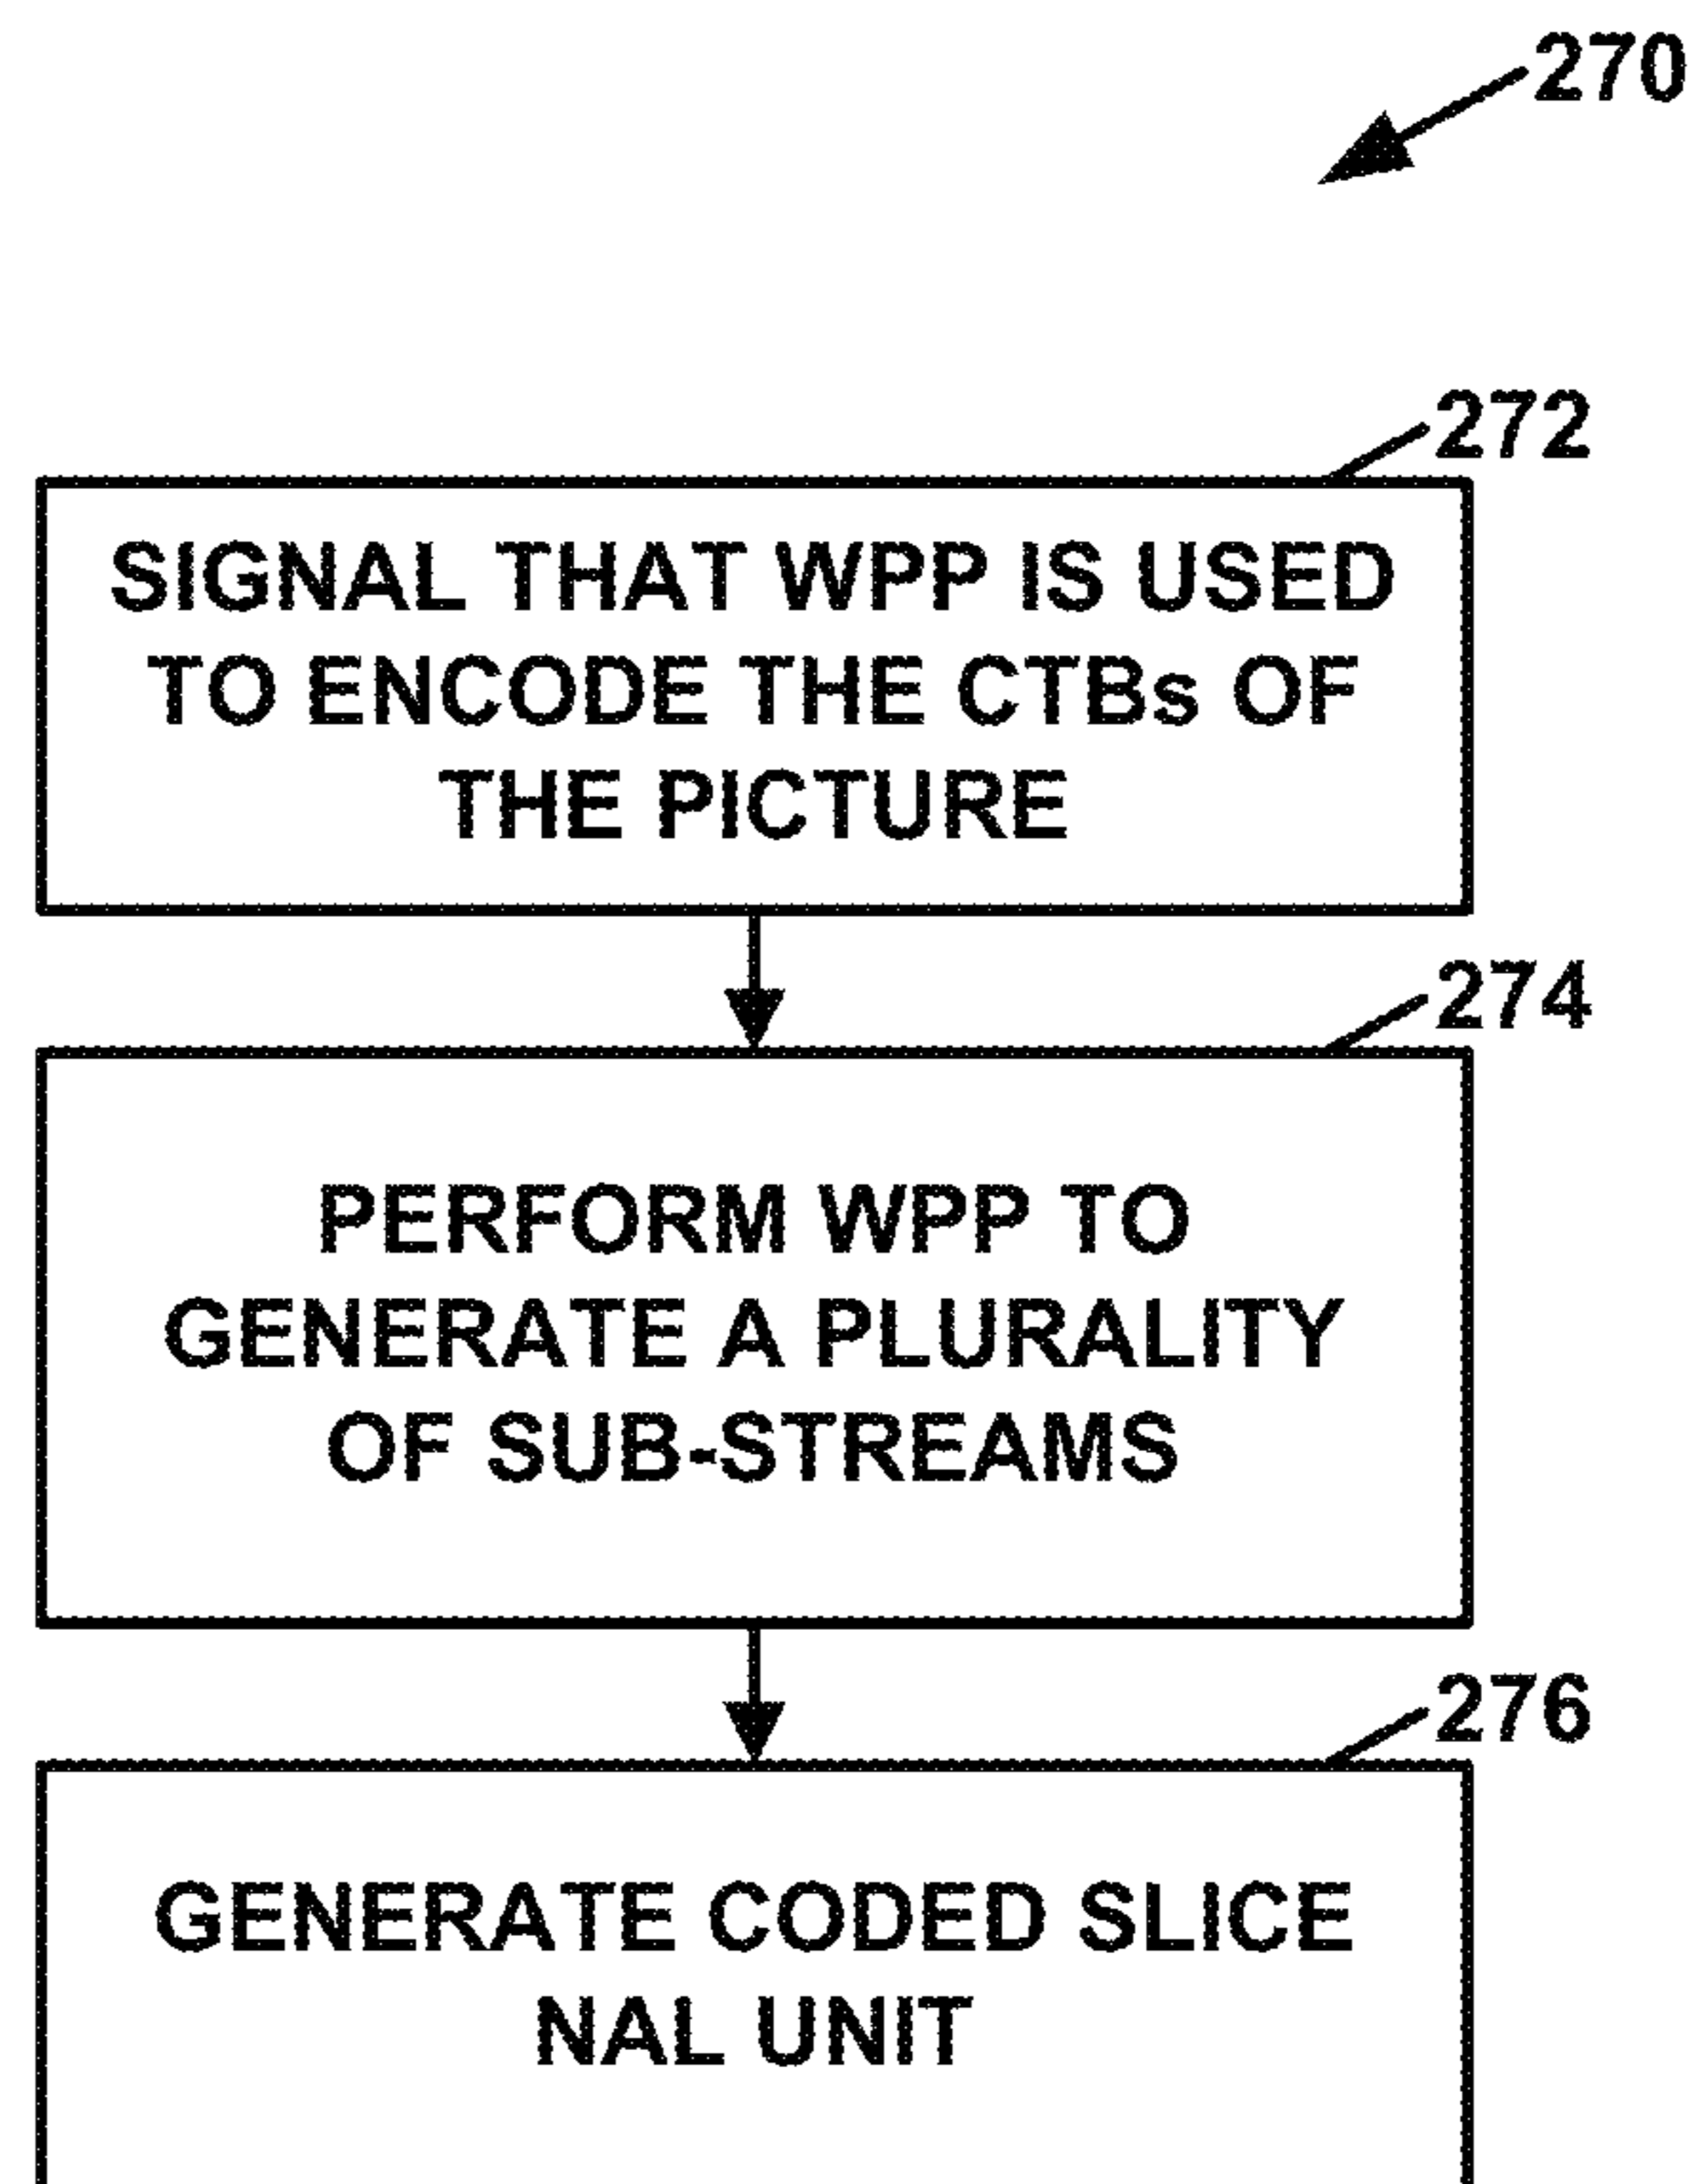 270
272
SIGNAL THAT WPP IS USED
TO ENCODE THE CTBs OF
THE PICTURE
274
PERFORM WPP TO
GENERATE A PLURALITY
OF SUB-STREAMS
276
GENERATE CODED SLICE
NAL UNIT